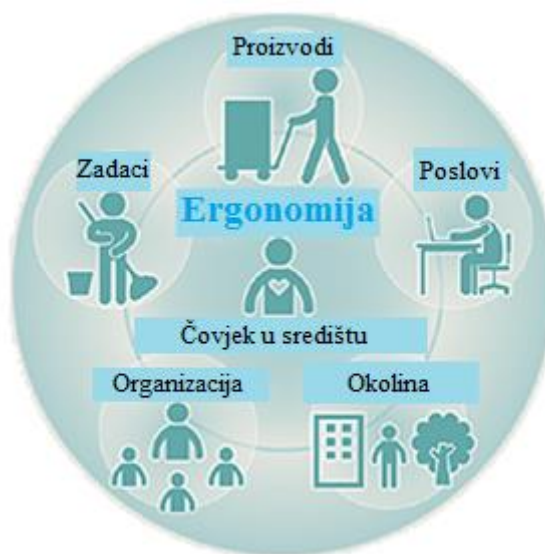 Proizvodi
Zadaci
Poslovi
Ergonomija
Čovjek u središtu
Organizacija
Okolina